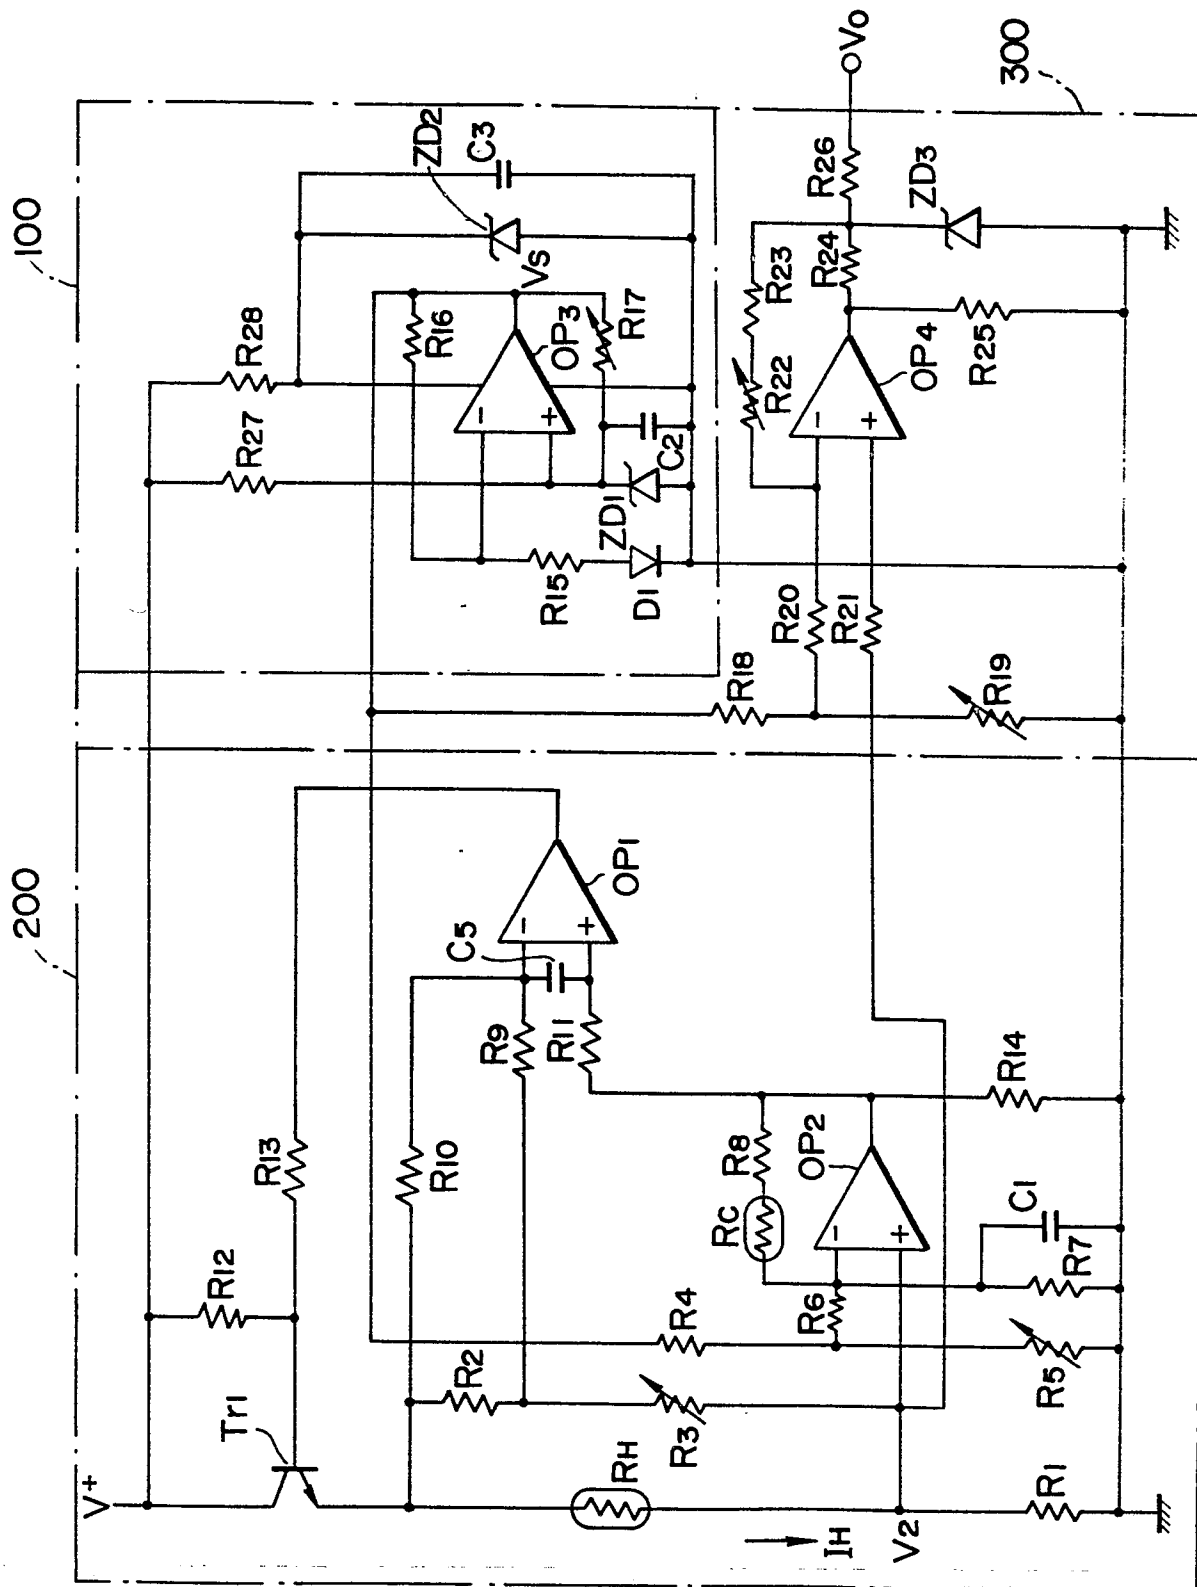 200
100
300
V+
Tr1
R12
R13
R28
R27
ZD2
C3
R10
R16
Vs
OP3
R17
C5
OP1
R9
R11
R15
ZD1
C2
D1
R2
R4
R3
RH
IH
V2
R1
RC
R8
OP2
R6
R7
C1
R5
R14
R18
R19
R20
R21
R22
R23
R24
R25
OP4
R26
ZD3
Vo
-
+
-
+
-
+
-
+